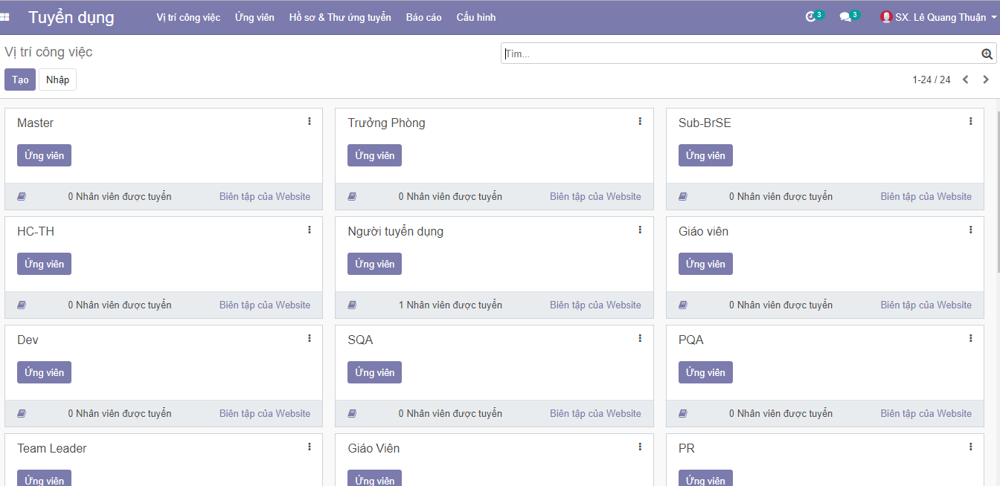 Tuyển dụng Vị trí công việc Ứng viên Hồ sơ & Thư ứng tuyển Báo cáo Cấu hình 3 3 SX. Lê Quang Thuận
Vị trí công việc Tìm...
Tạo Nhập 1-24 / 24
Master Trưởng Phòng Sub-BrSE
Ứng viên Ứng viên Ứng viên
0 Nhân viên được tuyển Biên tập của Website 0 Nhân viên được tuyển Biên tập của Website 0 Nhân viên được tuyển Biên tập của Website
HC-TH Người tuyển dụng Giáo viên
Ứng viên Ứng viên Ứng viên
0 Nhân viên được tuyển Biên tập của Website 1 Nhân viên được tuyển Biên tập của Website 0 Nhân viên được tuyển Biên tập của Website
Dev SQA PQA
Ứng viên Ứng viên Ứng viên
0 Nhân viên được tuyển Biên tập của Website 0 Nhân viên được tuyển Biên tập của Website 0 Nhân viên được tuyển Biên tập của Website
Team Leader Giáo Viên PR
Ứng viên Ứng viên Ứng viên